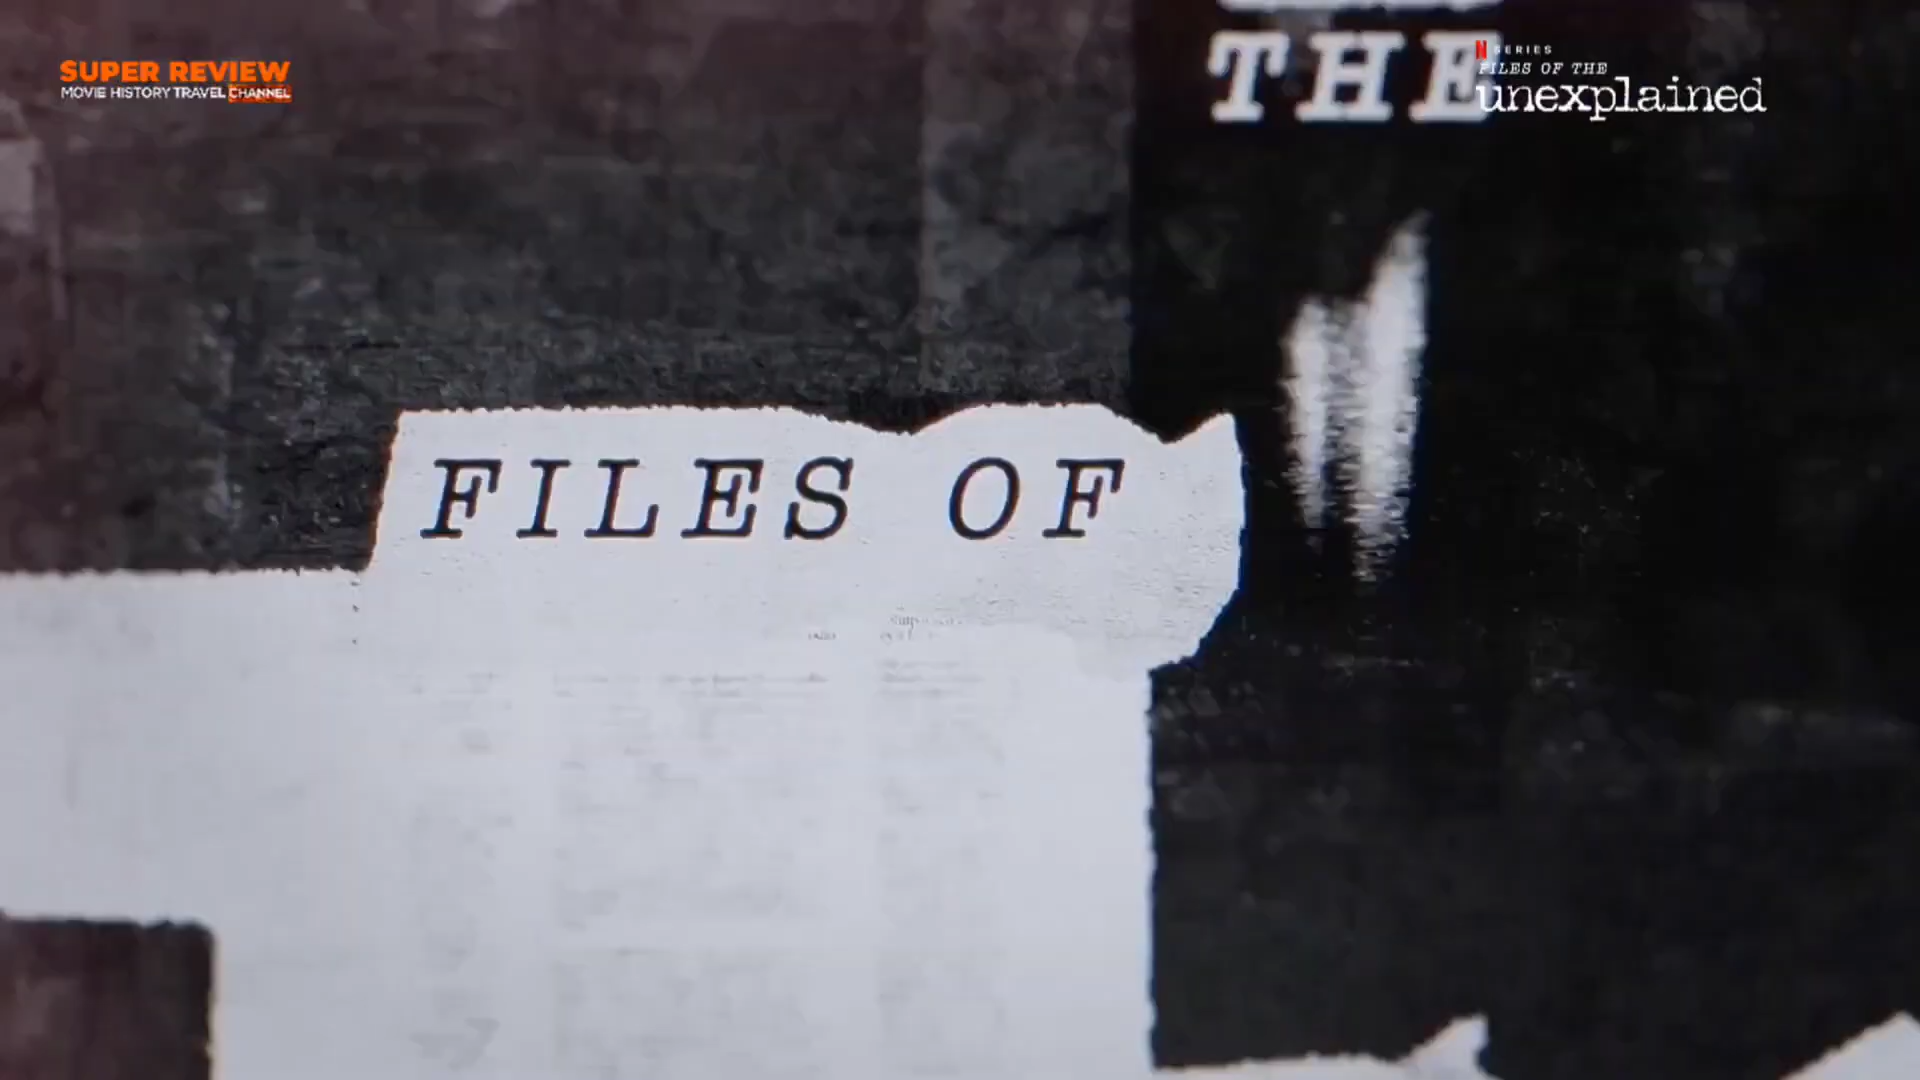 SUPER REVIEW
MOVIE HISTORY TRAVEL CHANNEL
THE
SERIES
FILES OF THE
unexplained
FILES OF